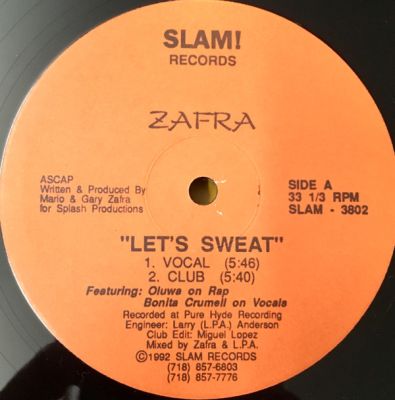 SLAM!
RECORDS
ZAFRA
ASCAP
Written & Produced By
Mario & Gary Zafra
for Splash Productions
SIDE A
33 1/3 RPM
SLAM - 3802
"LET'S SWEAT"
1. VOCAL (5:46)
2. CLUB (5:40)
Featuring: Oluwa on Rap
Bonita Crumell on Vocals
Recorded at Pure Hyde Recording
Engineer: Larry (L.P.A.) Anderson
Club Edit: Miguel Lopez
Mixed by Zafra & L.P.A.
©1992 SLAM RECORDS
(718) 857-6803
(718) 857-7776